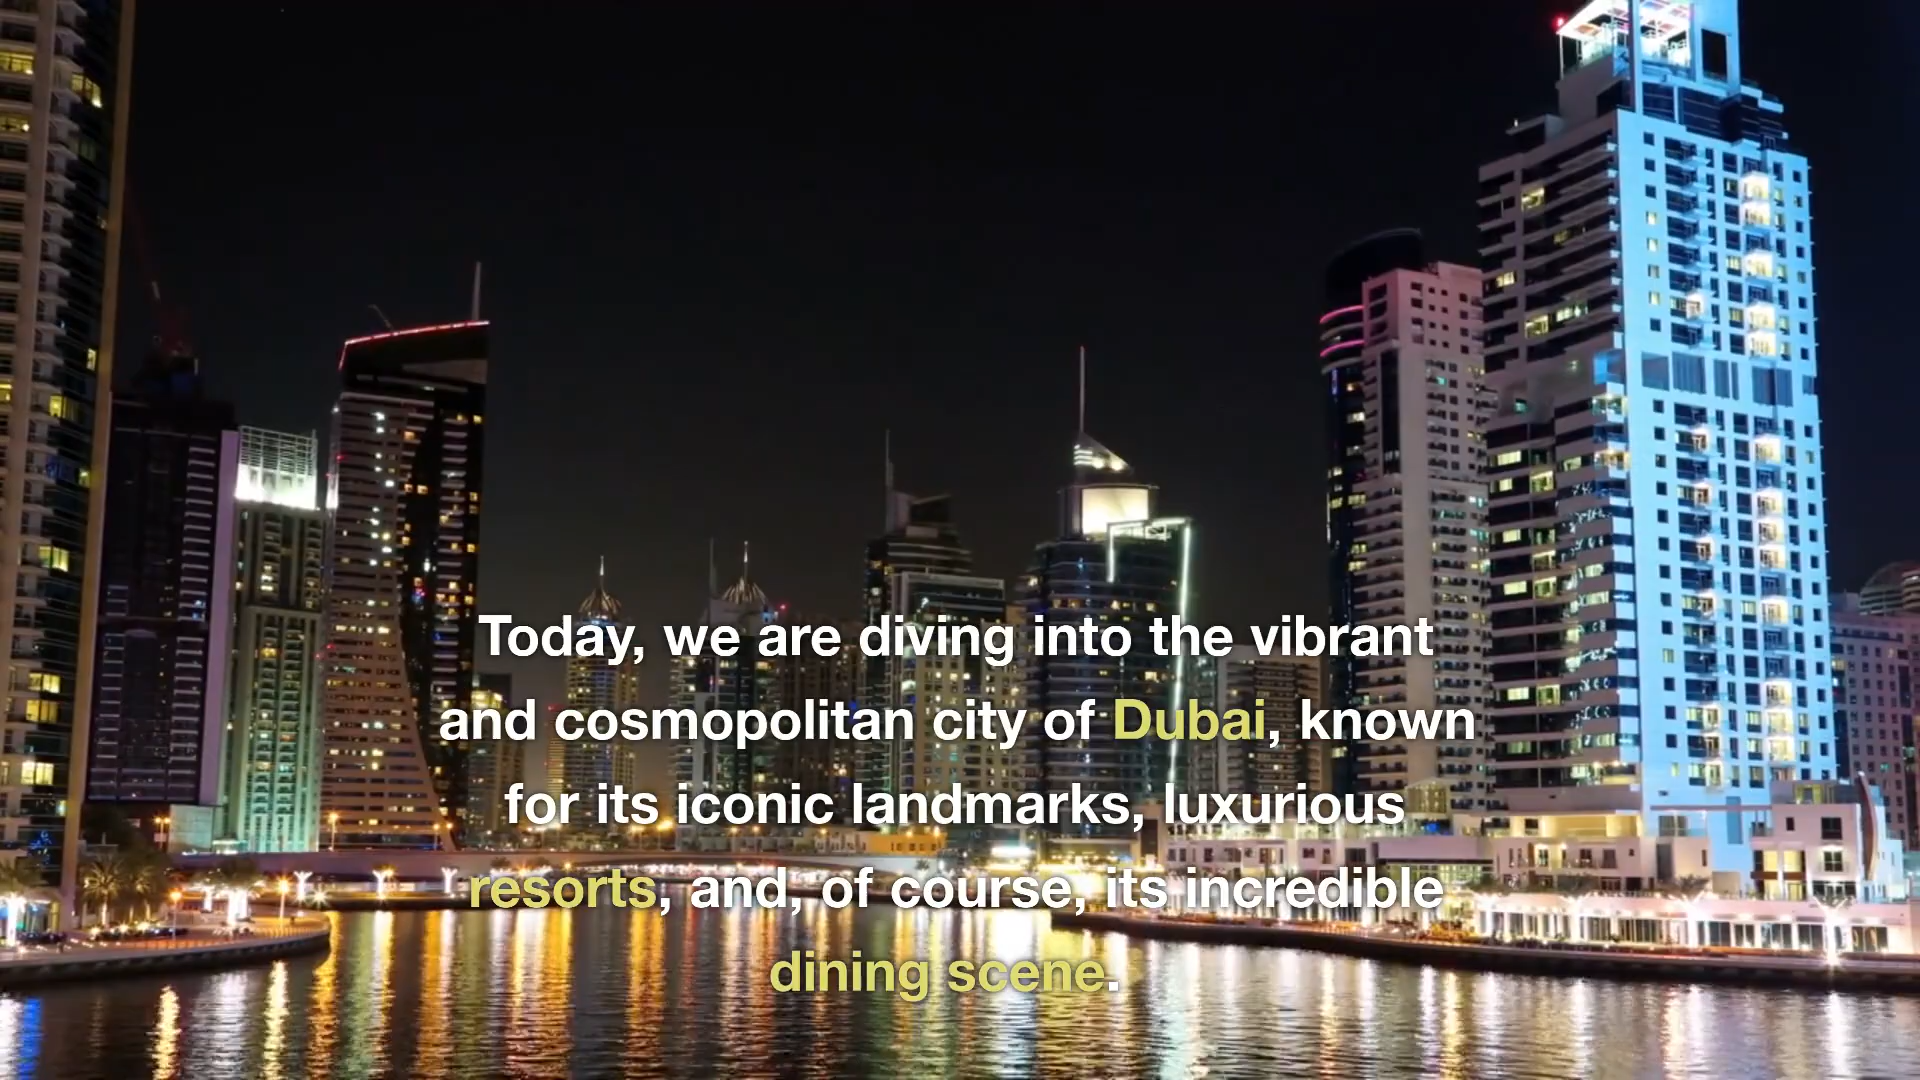 Today, we are diving into the vibrant
and cosmopolitan city of Dubai, known
for its iconic landmarks, luxurious
resorts, and, of course, its incredible
dining scene.